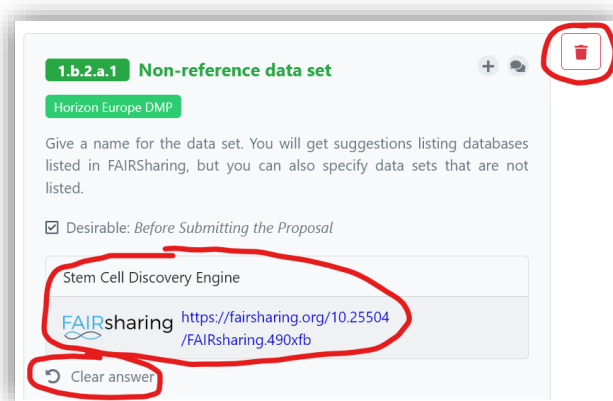 1.b.2.a.1 Non-reference data set
Horizon Europe DMP
Give a name for the data set. You will get suggestions listing databases
listed in FAIRSharing, but you can also specify data sets that are not
listed.
Desirable: Before Submitting the Proposal
Stem Cell Discovery Engine
FAIRsharing https://fairsharing.org/10.25504
/FAIRsharing.490xfb
Clear answer